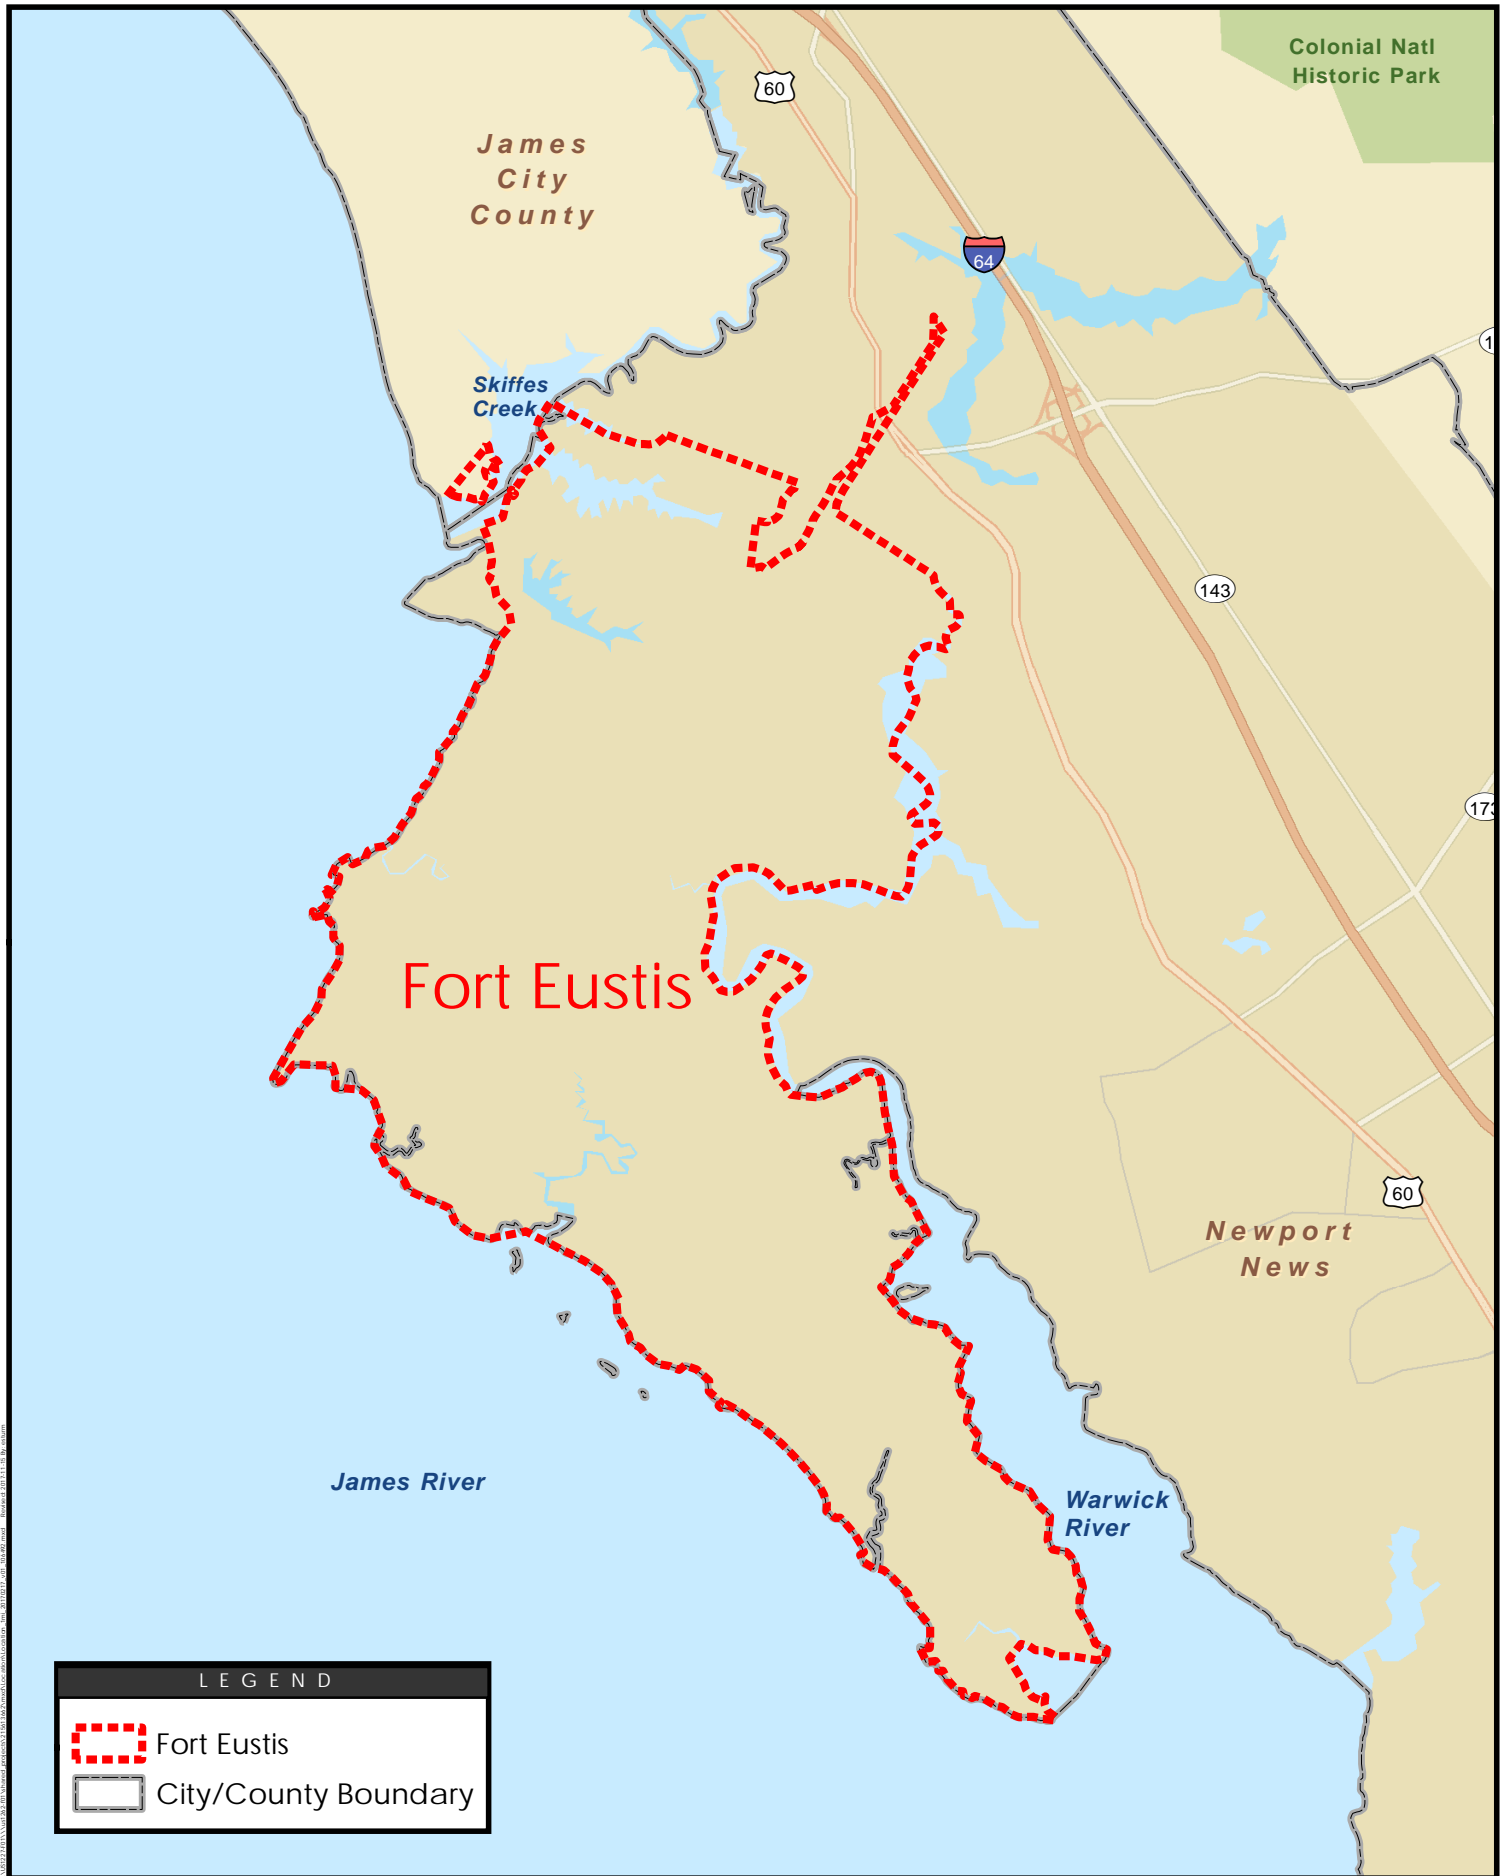 Colonial Natl
Historic Park
60
James
City
County
64
Skiffes
Creek
143
Fort Eustis
60
Newport
News
James River
Warwick
River
LEGEND
Fort Eustis
City/County Boundary